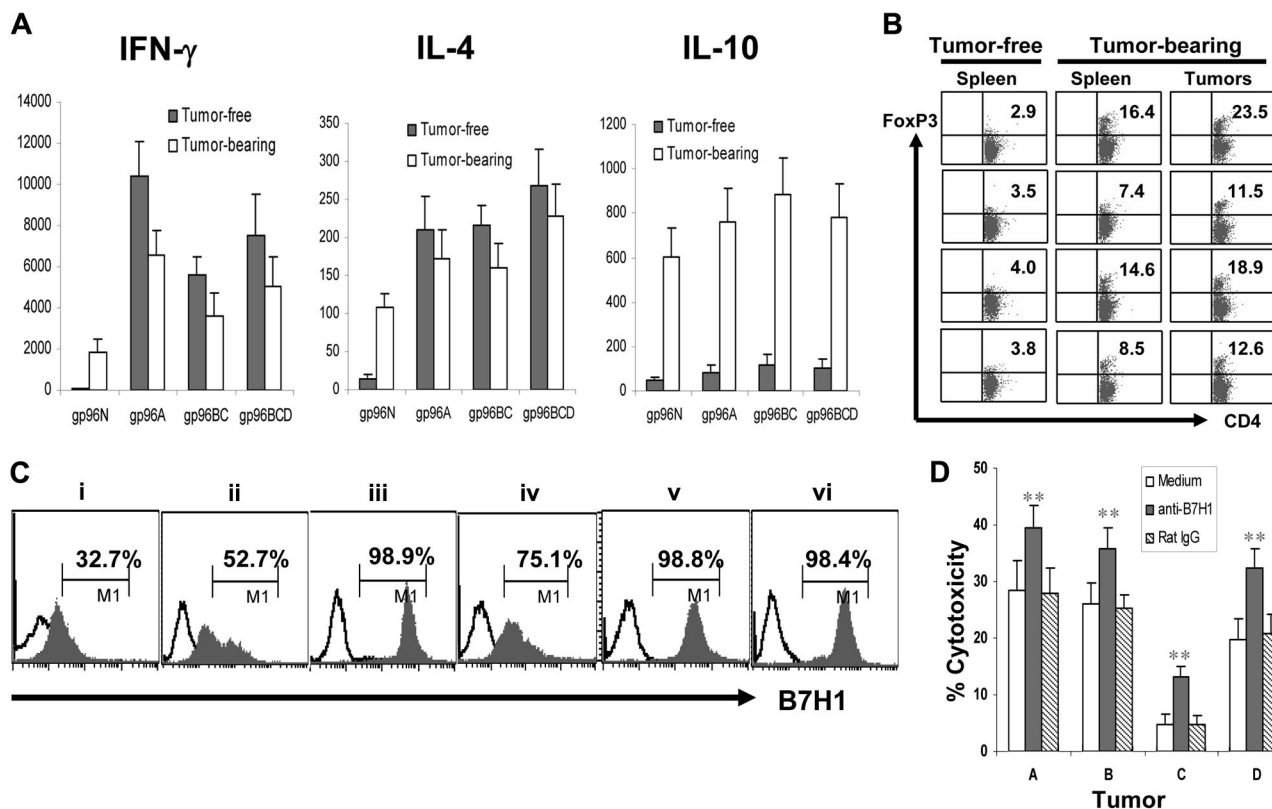 A
IFN-γ
14000
12000
10000
8000
6000
4000
2000
0
Tumor-free
Tumor-bearing
gp96N gp96A gp96BC gp96BCD
IL-4
350
300
250
200
150
100
50
0
Tumor-free
Tumor-bearing
gp96N gp96A gp96BC gp96BCD
IL-10
1200
1000
800
600
400
200
0
Tumor-free
Tumor-bearing
gp96N gp96A gp96BC gp96BCD
B
Tumor-free Tumor-bearing
Spleen Spleen Tumors
FoxP3
2.9 16.4 23.5
3.5 7.4 11.5
4.0 14.6 18.9
3.8 8.5 12.6
CD4
C
i ii iii iv v vi
32.7% 52.7% 98.9% 75.1% 98.8% 98.4%
M1 M1 M1 M1 M1 M1
B7H1
D
% Cytotoxicity
50
40
30
20
10
0
Medium
anti-B7H1
Rat IgG
** ** ** **
A B C D
Tumor